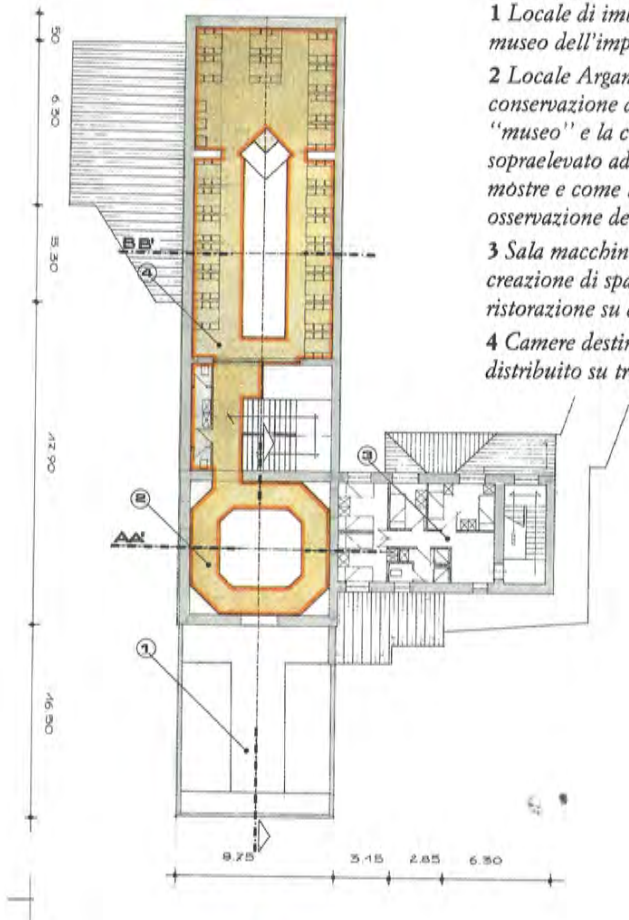 1 Locale di im
museo dell'imp
2 Locale Argan
conservazione
"museo" e la c
sopraelevato ad
mostre e come
osservazione de
3 Sala macchin
creazione di spa
ristorazione su
4 Camere destin
distribuito su tr
50
6.30
5.30
BB'
4
17.90
3
2
AA'
1
16.90
8.75
3.15
2.85
6.30